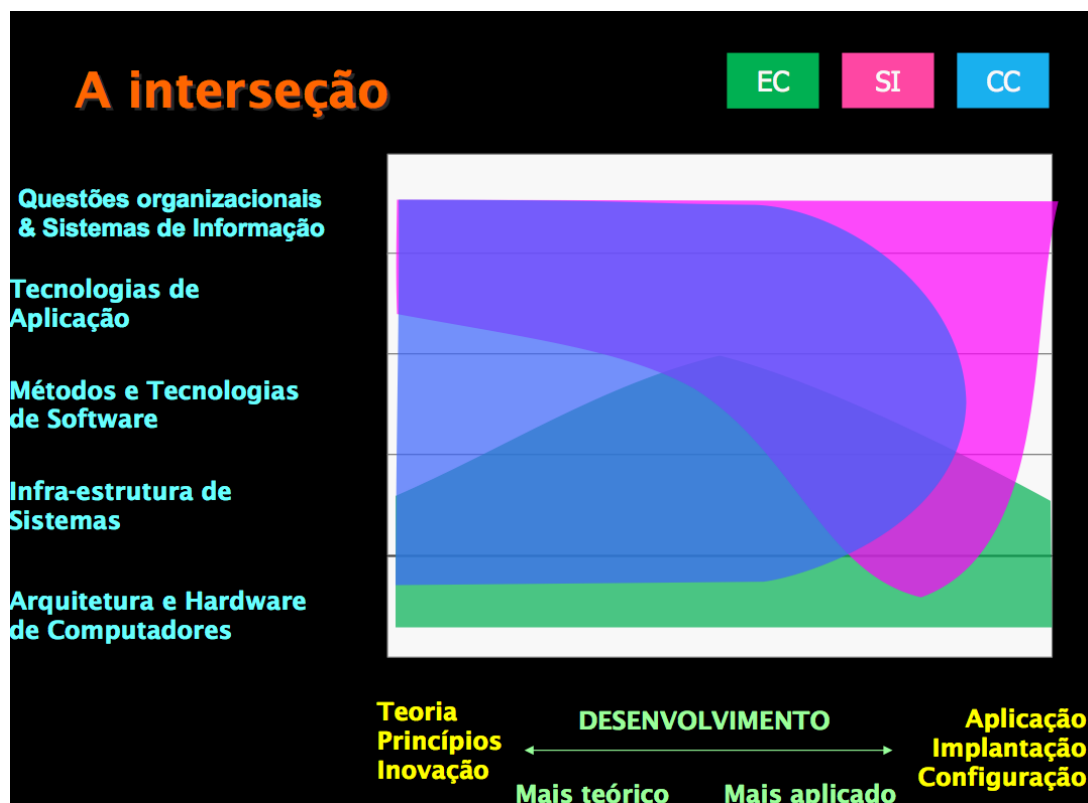 A interseção
EC
SI
CC
Questões organizacionais
& Sistemas de Informação
Tecnologias de
Aplicação
Métodos e Tecnologias
de Software
Infra-estrutura de
Sistemas
Arquitetura e Hardware
de Computadores
Teoria
Princípios
Inovação
DESENVOLVIMENTO
Mais teórico
Mais aplicado
Aplicação
Implantação
Configuração